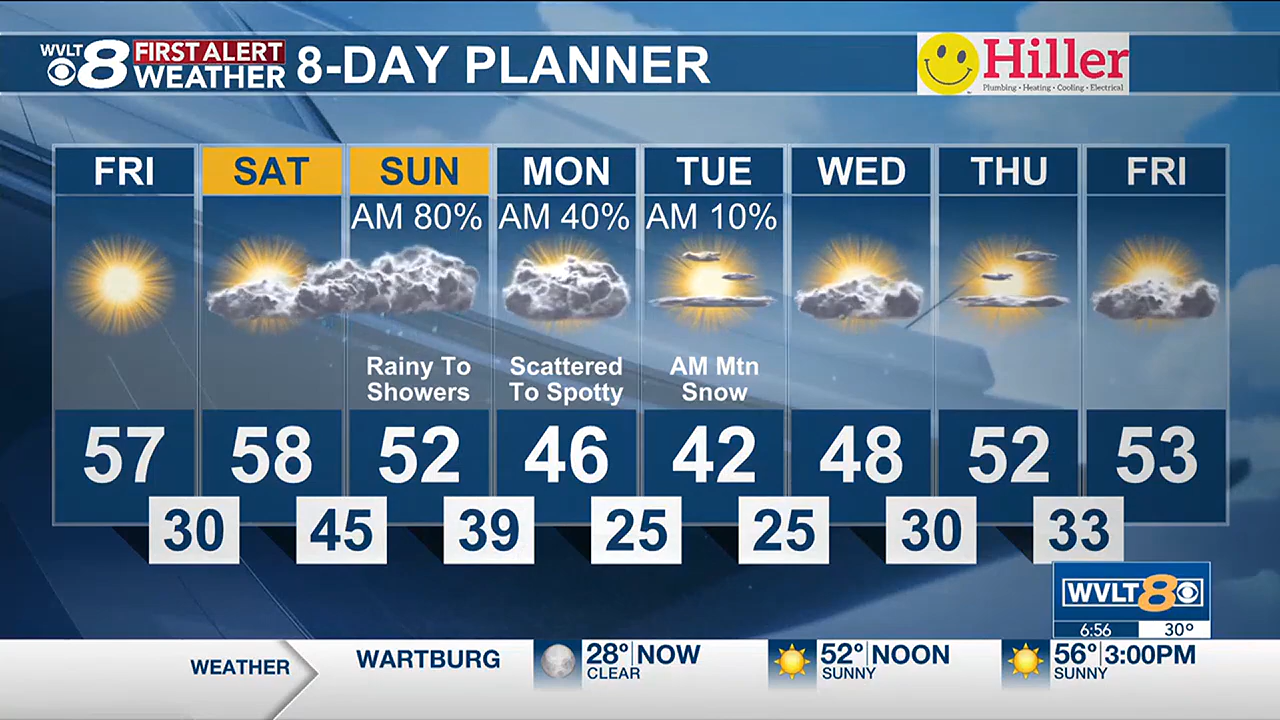 WVLT 8 FIRST ALERT WEATHER
8-DAY PLANNER
Hiller
Plumbing • Heating • Cooling • Electrical
FRI SAT SUN MON TUE WED THU FRI
AM 80% AM 40% AM 10%
Rainy To Scattered AM Mtn
Showers To Spotty Snow
57 58 52 46 42 48 52 53
30 45 39 25 25 30 33
WVLT 8
6:56 30°
WEATHER WARTBURG 28° NOW 52° NOON 56° 3:00PM
CLEAR SUNNY SUNNY